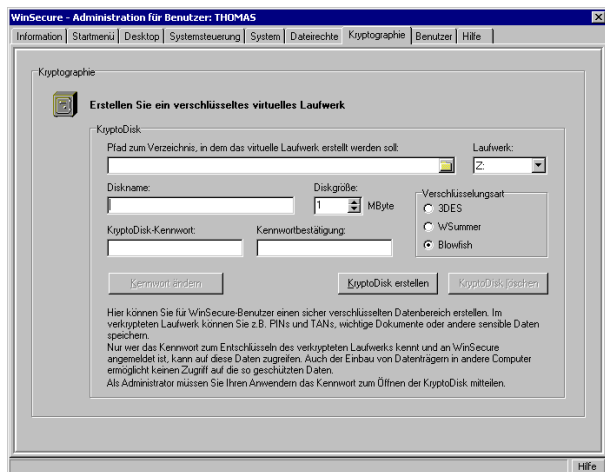 WinSecure - Administration für Benutzer: THOMAS
Information Startmenü Desktop Systemsteuerung System Dateirechte Kryptographie Benutzer Hilfe
Kryptographie
Erstellen Sie ein verschlüsseltes virtuelles Laufwerk
KryptoDisk
Pfad zum Verzeichnis, in dem das virtuelle Laufwerk erstellt werden soll: Laufwerk:
Z:
Diskname: Diskgröße: Verschlüsselungsart
1 MByte
3DES
WSummer
KryptoDisk-Kennwort: Kennwortbestätigung:
Blowfish
Kennwort ändern KryptoDisk erstellen KryptoDisk löschen
Hier können Sie für WinSecure-Benutzer einen sicher verschlüsselten Datenbereich erstellen. Im
verkrypteten Laufwerk können Sie z.B. PINs und TANs, wichtige Dokumente oder andere sensible Daten
speichern.
Nur wer das Kennwort zum Entschlüsseln des verkrypteten Laufwerks kennt und an WinSecure
angemeldet ist, kann auf diese Daten zugreifen. Auch der Einbau von Datenträgern in andere Computer
ermöglicht keinen Zugriff auf die so geschützten Daten.
Als Administrator müssen Sie Ihren Anwendern das Kennwort zum Öffnen der KryptoDisk mitteilen.
Hilfe